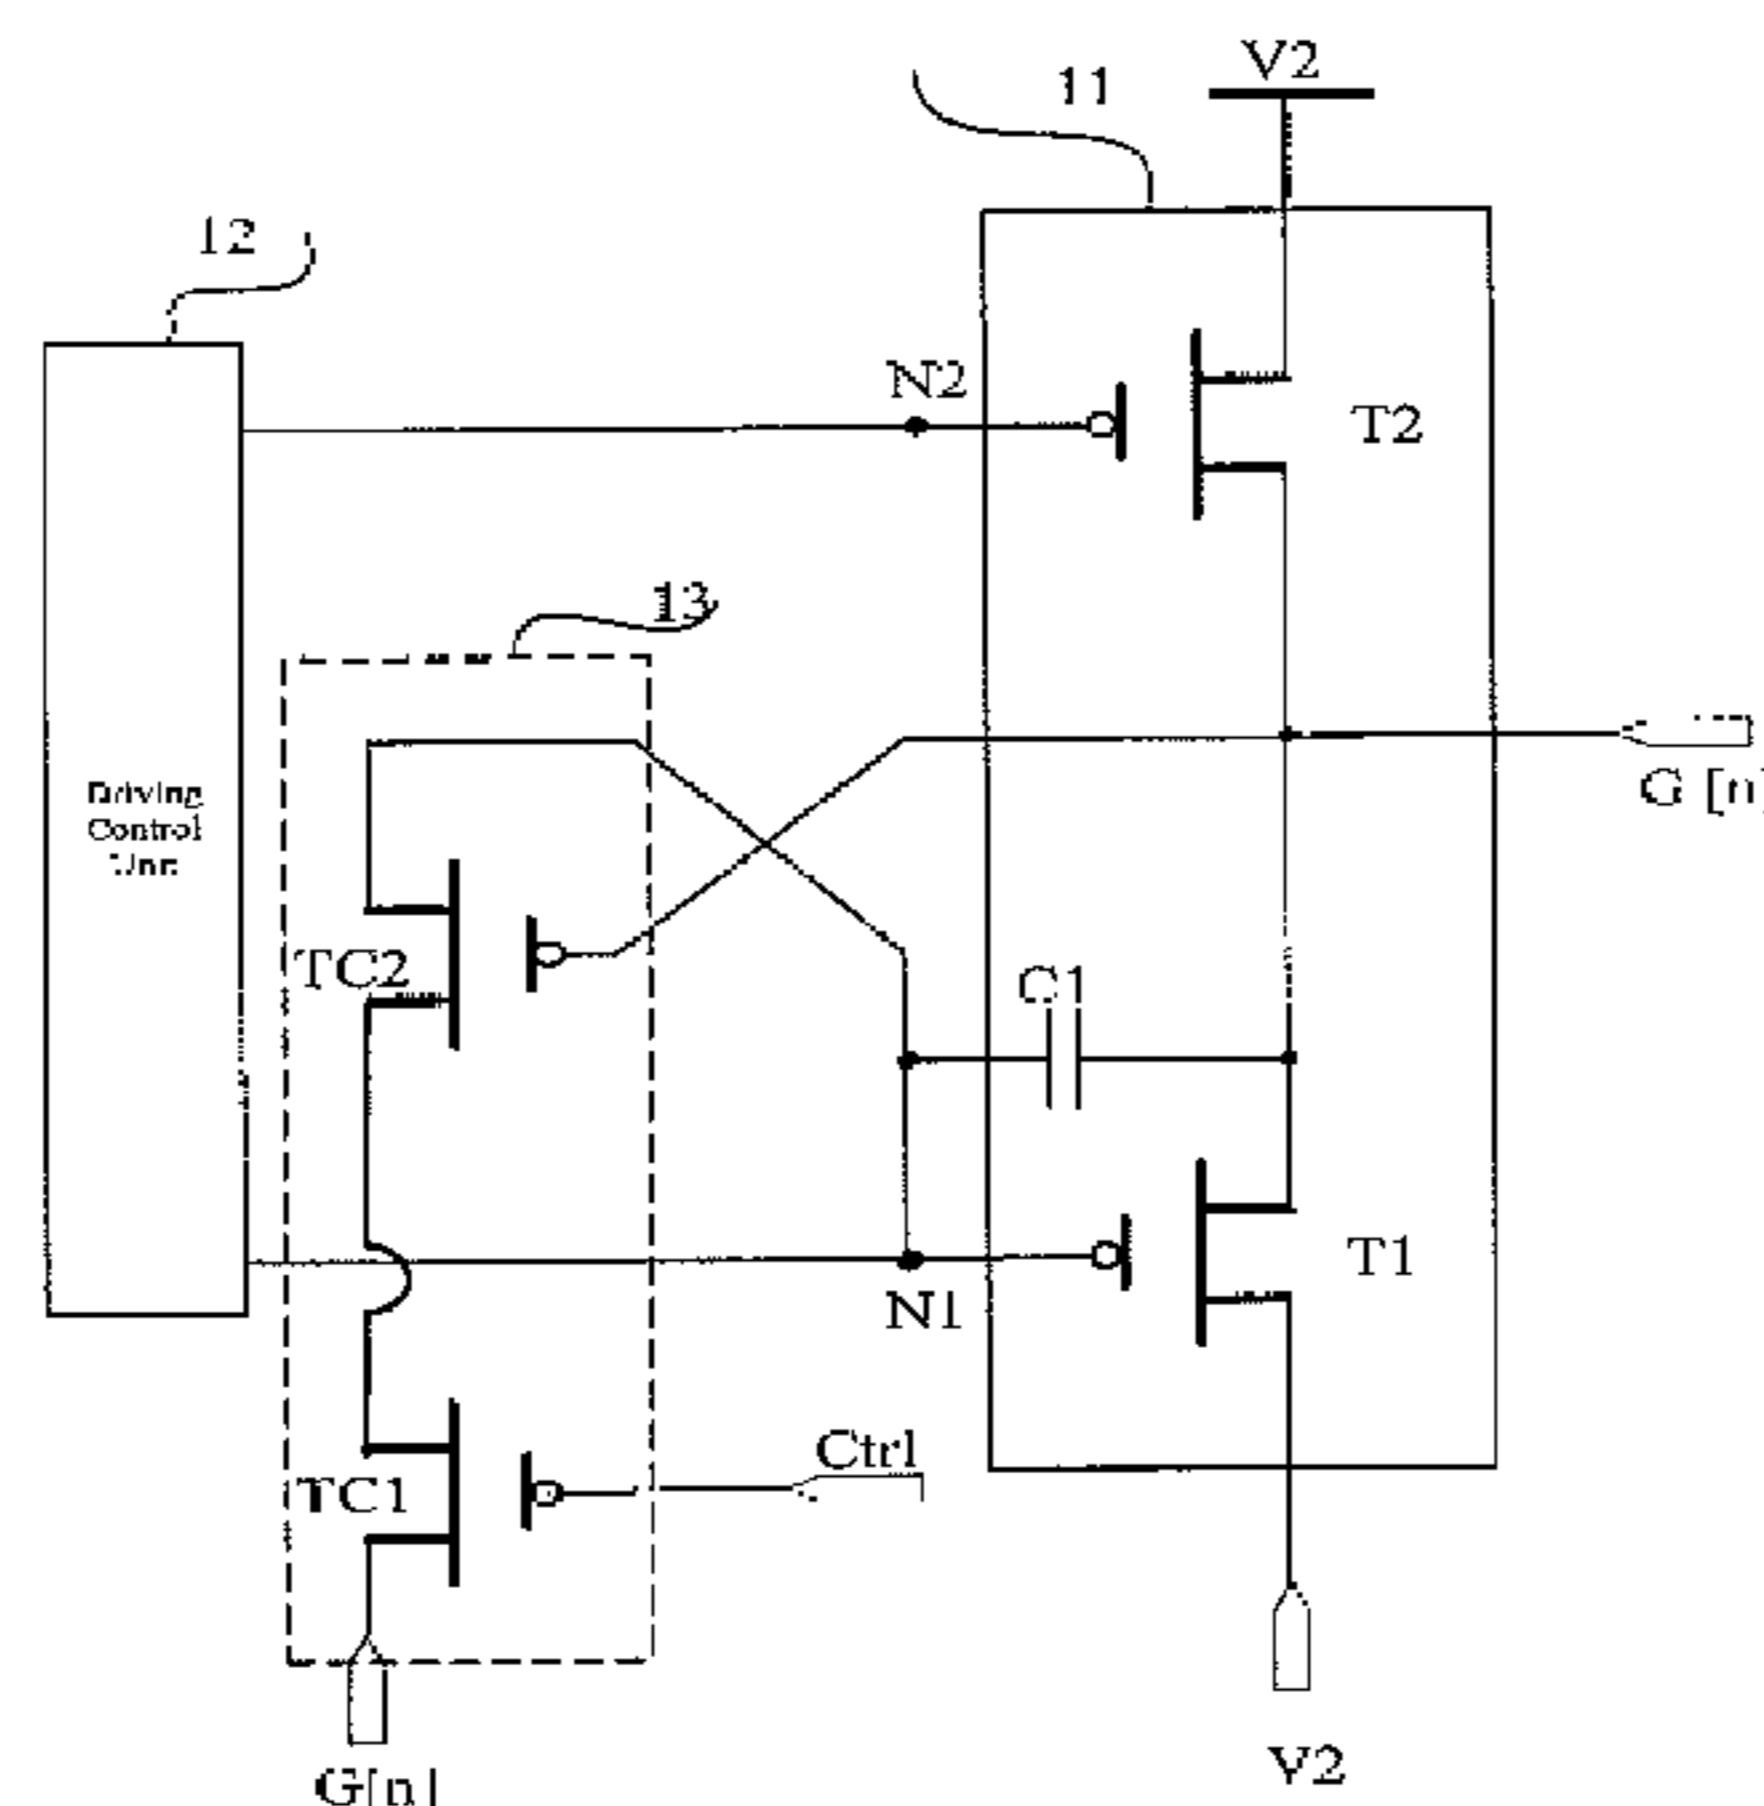 V2
11
12
N2
T2
13
G [n]
Driving
Control
TC2
C1
T1
N1
Ctrl
TC1
V2
G[n]